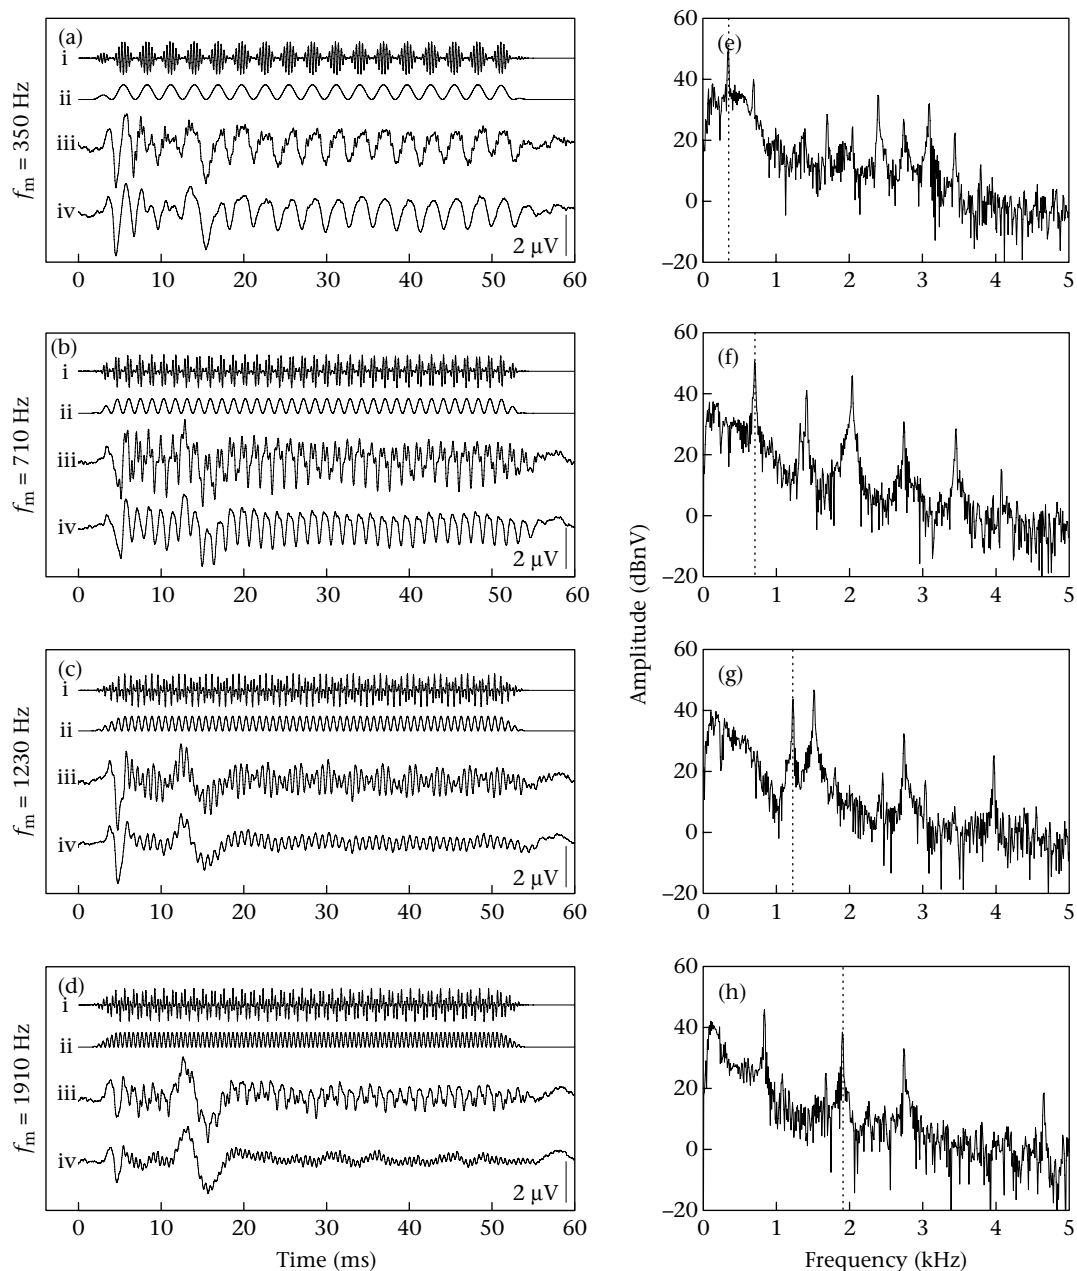 (a)
i
ii
iii
iv
2 μV
f_m = 350 Hz
0 10 20 30 40 50 60
(e)
60
40
20
0
–20
0 1 2 3 4 5
(b)
i
ii
iii
iv
2 μV
f_m = 710 Hz
0 10 20 30 40 50 60
(f)
60
40
20
0
–20
0 1 2 3 4 5
(c)
i
ii
iii
iv
2 μV
f_m = 1230 Hz
0 10 20 30 40 50 60
Amplitude (dBnV)
(g)
60
40
20
0
–20
0 1 2 3 4 5
(d)
i
ii
iii
iv
2 μV
f_m = 1910 Hz
0 10 20 30 40 50 60
Time (ms)
(h)
60
40
20
0
–20
0 1 2 3 4 5
Frequency (kHz)